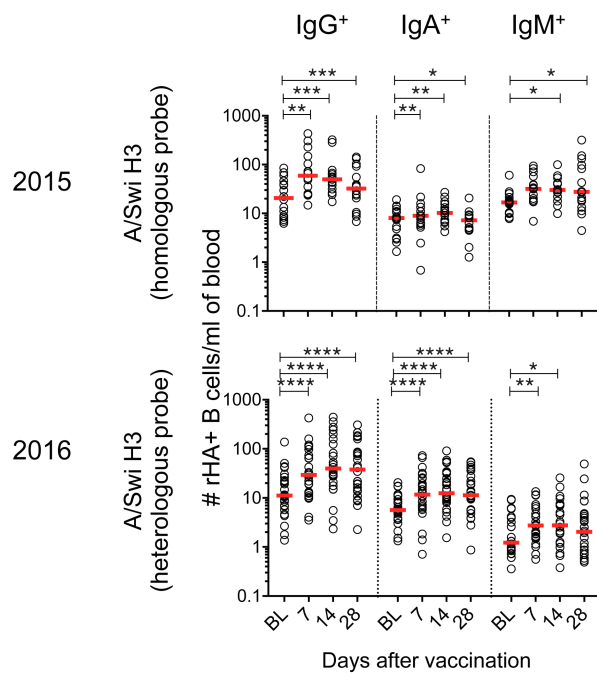 IgG⁺ IgA⁺ IgM⁺
2015
A/Swi H3
(homologous probe)
*** * *
*** ** *
** **
1000
100
10
1
0.1
# rHA+ B cells/ml of blood
2016
A/Swi H3
(heterologous probe)
**** ****
**** **** *
**** **** **
1000
100
10
1
0.1
BL 7 14 28 BL 7 14 28 BL 7 14 28
Days after vaccination